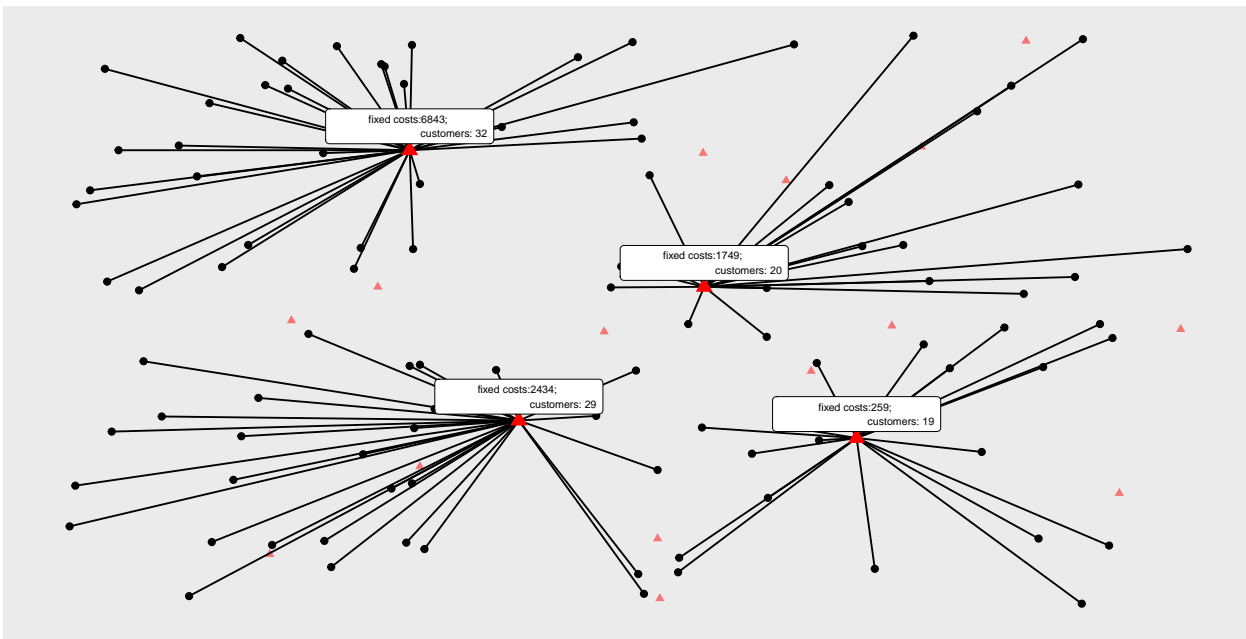 fixed costs:6843;
customers: 32
fixed costs:1749;
customers: 20
fixed costs:2434;
customers: 29
fixed costs:259;
customers: 19